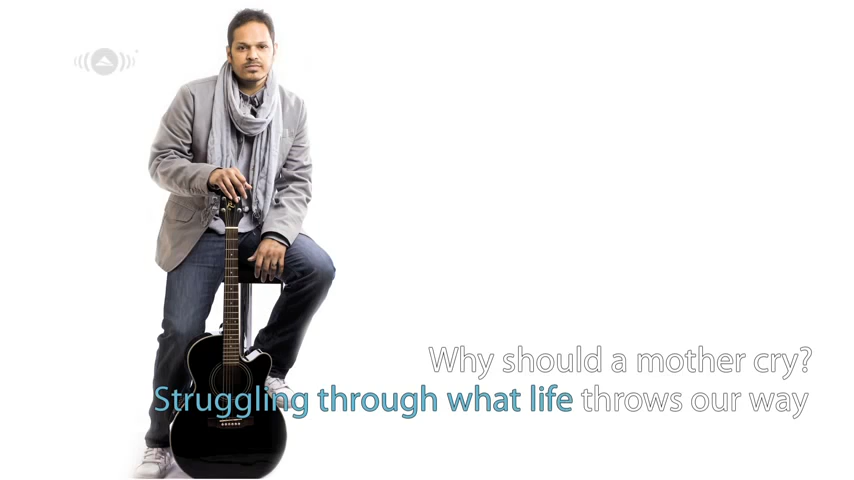 Why should a mother cry?
Struggling through what life throws our way